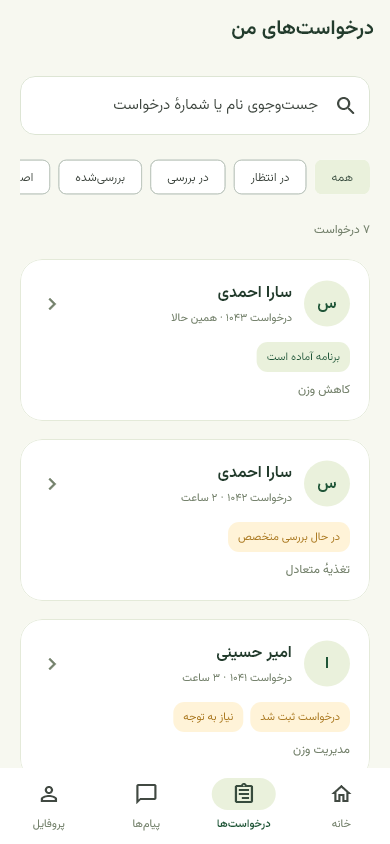 درخواست‌های من
جست‌وجوی نام یا شمارهٔ درخواست
همه
در انتظار
در بررسی
بررسی‌شده
اص
۷ درخواست
س
سارا احمدی
درخواست ۱۰۴۳ · همین حالا
برنامه آماده است
کاهش وزن
س
سارا احمدی
درخواست ۱۰۴۲ · ۲ ساعت
در حال بررسی متخصص
تغذیهٔ متعادل
ا
امیر حسینی
درخواست ۱۰۴۱ · ۳ ساعت
درخواست ثبت شد
نیاز به توجه
مدیریت وزن
خانه
درخواست‌ها
پیام‌ها
پروفایل